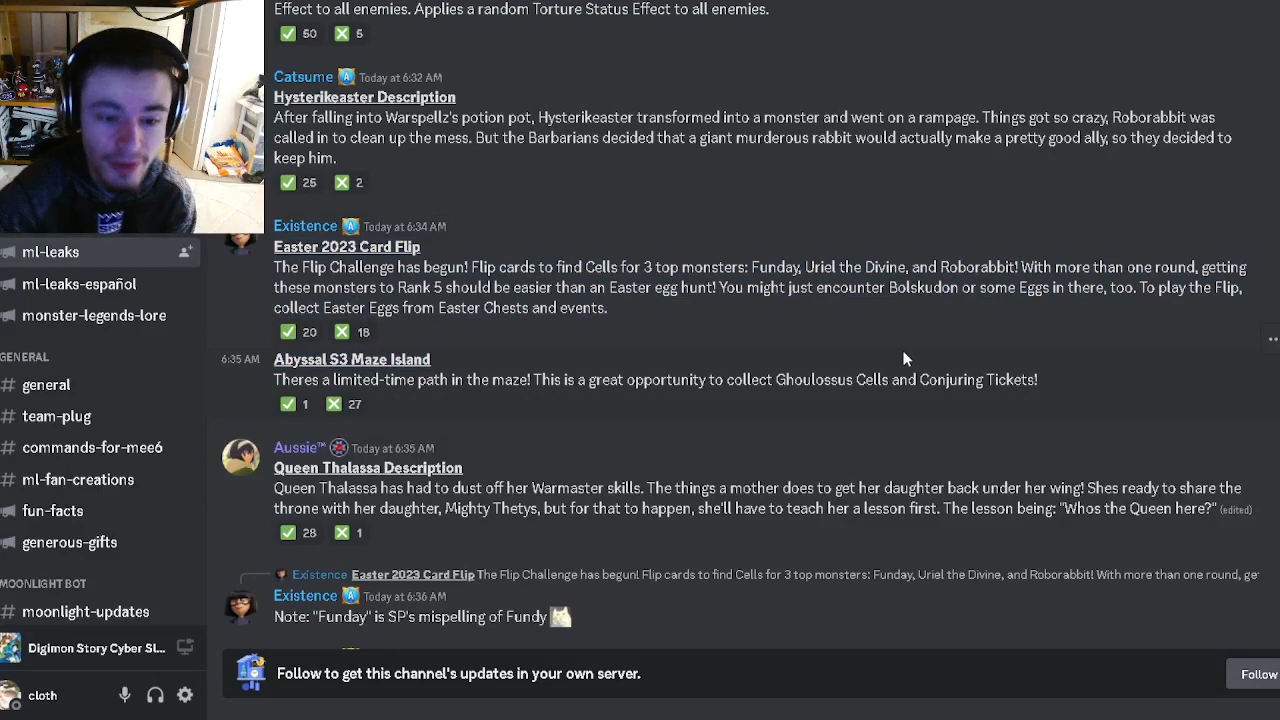 Effect to all enemies. Applies a random Torture Status Effect to all enemies.
50 5
Catsume Today at 6:32 AM
Hysterikeaster Description
After falling into Warspellz's potion pot, Hysterikeaster transformed into a monster and went on a rampage. Things got so crazy, Roborabbit was
called in to clean up the mess. But the Barbarians decided that a giant murderous rabbit would actually make a pretty good ally, so they decided to
keep him.
25 2
Existence Today at 6:34 AM
Easter 2023 Card Flip
The Flip Challenge has begun! Flip cards to find Cells for 3 top monsters: Funday, Uriel the Divine, and Roborabbit! With more than one round, getting
these monsters to Rank 5 should be easier than an Easter egg hunt! You might just encounter Bolskudon or some Eggs in there, too. To play the Flip,
collect Easter Eggs from Easter Chests and events.
20 18
6:35 AM Abyssal S3 Maze Island
Theres a limited-time path in the maze! This is a great opportunity to collect Ghoulossus Cells and Conjuring Tickets!
1 27
Aussie™ Today at 6:35 AM
Queen Thalassa Description
Queen Thalassa has had to dust off her Warmaster skills. The things a mother does to get her daughter back under her wing! Shes ready to share the
throne with her daughter, Mighty Thetys, but for that to happen, she'll have to teach her a lesson first. The lesson being: "Whos the Queen here?" (edited)
28 1
Existence Easter 2023 Card Flip The Flip Challenge has begun! Flip cards to find Cells for 3 top monsters: Funday, Uriel the Divine, and Roborabbit! With more than one round, ge
Existence Today at 6:36 AM
Note: "Funday" is SP's mispelling of Fundy
Follow to get this channel's updates in your own server.
Follow
ml-leaks
ml-leaks-español
monster-legends-lore
GENERAL
general
team-plug
commands-for-mee6
ml-fan-creations
fun-facts
generous-gifts
MOONLIGHT BOT
moonlight-updates
Digimon Story Cyber Sl...
cloth